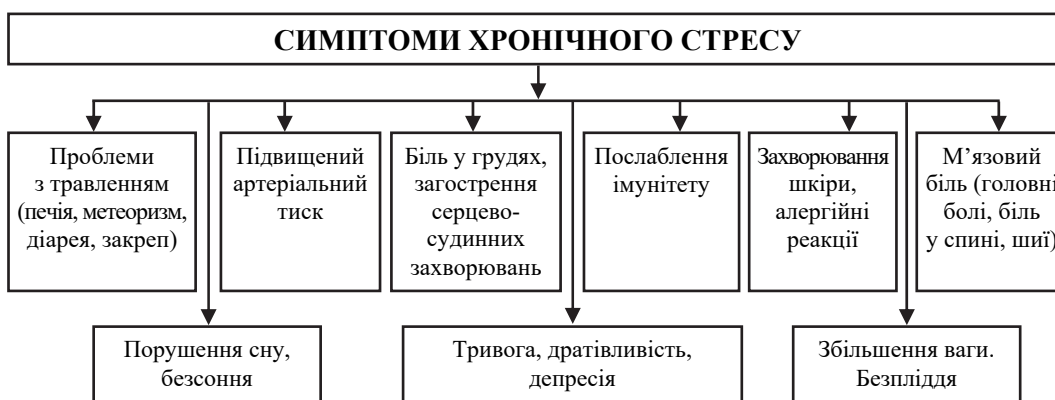 СИМПТОМИ ХРОНІЧНОГО СТРЕСУ
Проблеми
з травленням
(печія, метеоризм,
діарея, закреп)
Підвищений
артеріальний
тиск
Біль у грудях,
загострення
серцево-
судинних
захворювань
Послаблення
імунітету
Захворювання
шкіри,
алергійні
реакції
М’язовий
біль (головні
болі, біль
у спині, шиї)
Порушення сну,
безсоння
Тривога, дратівливість,
депресія
Збільшення ваги.
Безпліддя